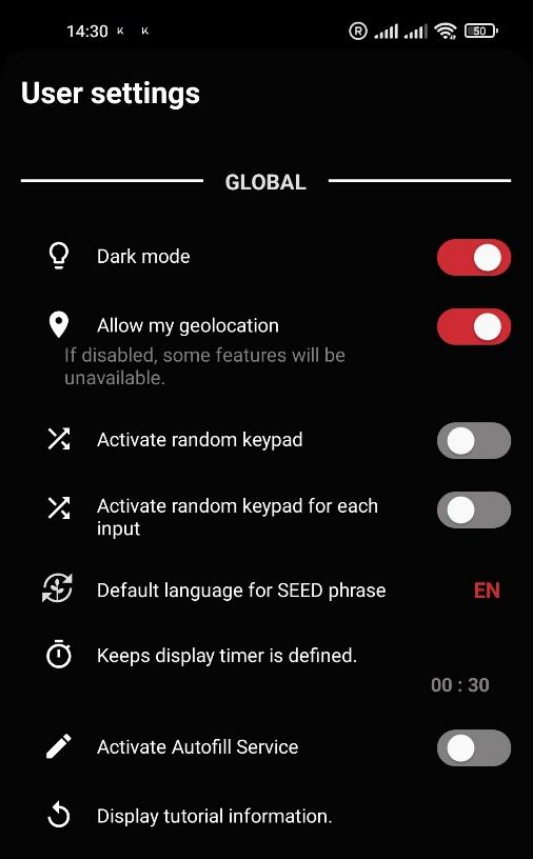 14:30 K K ® 50
User settings
GLOBAL
Dark mode
Allow my geolocation
If disabled, some features will be
unavailable.
Activate random keypad
Activate random keypad for each
input
Default language for SEED phrase EN
Keeps display timer is defined.
00 : 30
Activate Autofill Service
Display tutorial information.